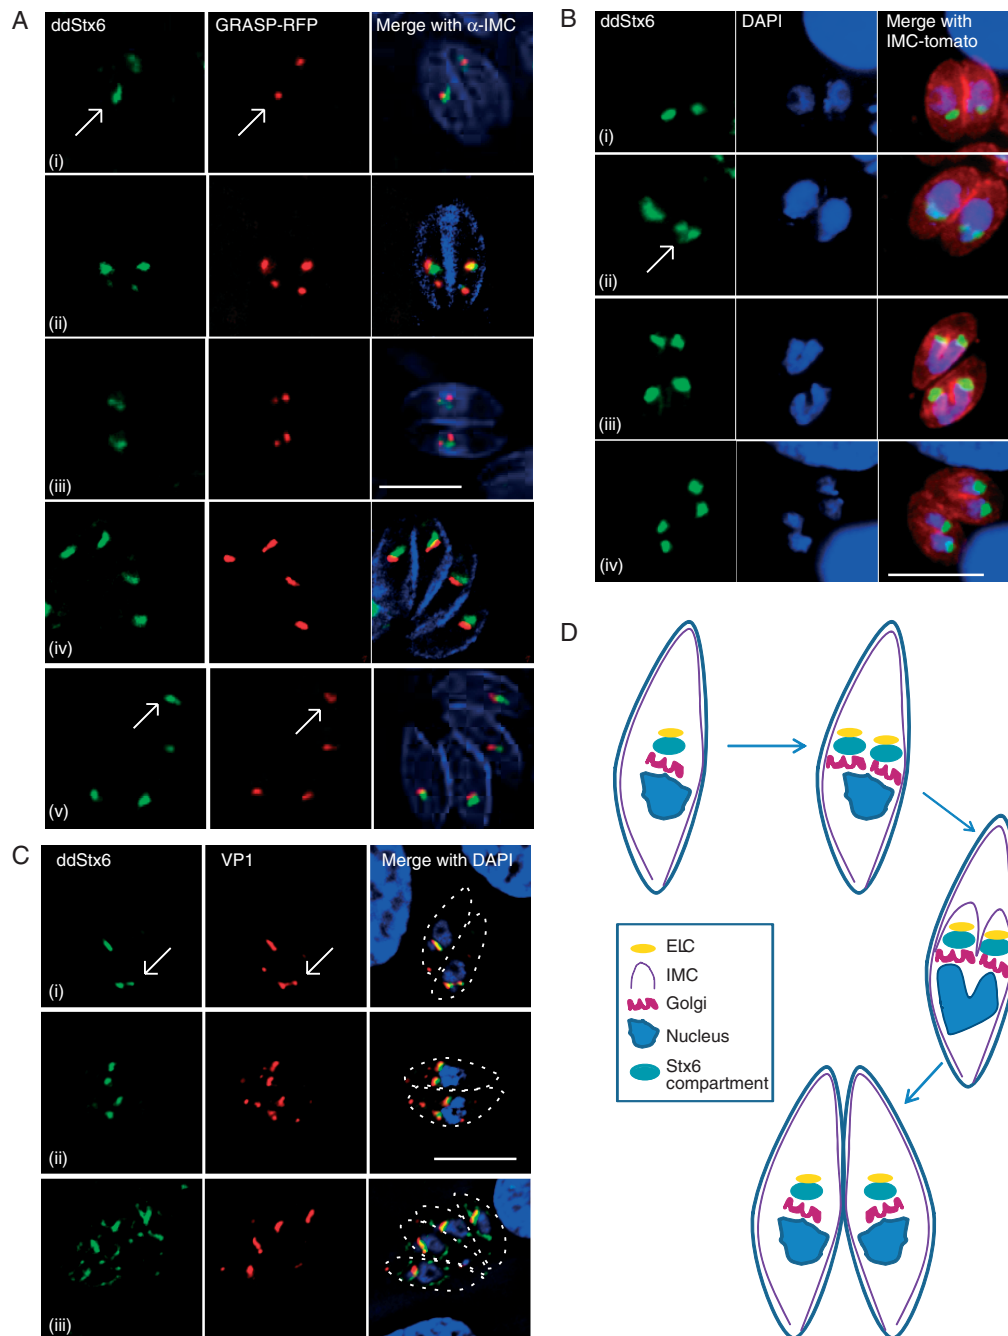 A
ddStx6
GRASP-RFP
Merge with α-IMC
(i)
(ii)
(iii)
(iv)
(v)
B
ddStx6
DAPI
Merge with
IMC-tomato
(i)
(ii)
(iii)
(iv)
C
ddStx6
VP1
Merge with DAPI
(i)
(ii)
(iii)
D
ELC
IMC
Golgi
Nucleus
Stx6
compartment